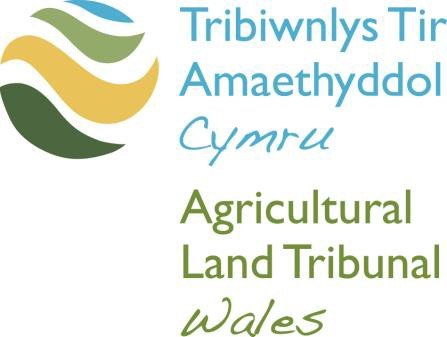 Tribiwnlys Tir
Amaethyddol
Cymru
Agricultural
Land Tribunal
Wales